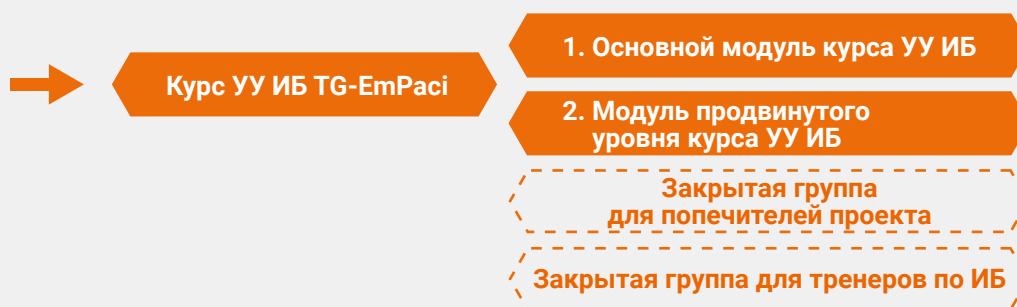 Курс УУ ИБ TG-EmPaci
1. Основной модуль курса УУ ИБ
2. Модуль продвинутого
уровня курса УУ ИБ
Закрытая группа
для попечителей проекта
Закрытая группа для тренеров по ИБ